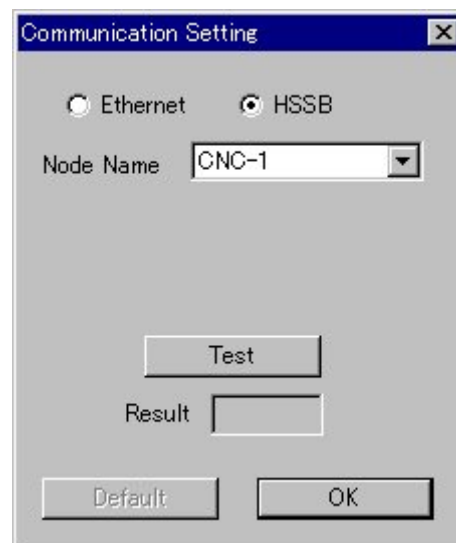 Communication Setting
Ethernet HSSB
Node Name CNC-1
Test
Result
Default OK